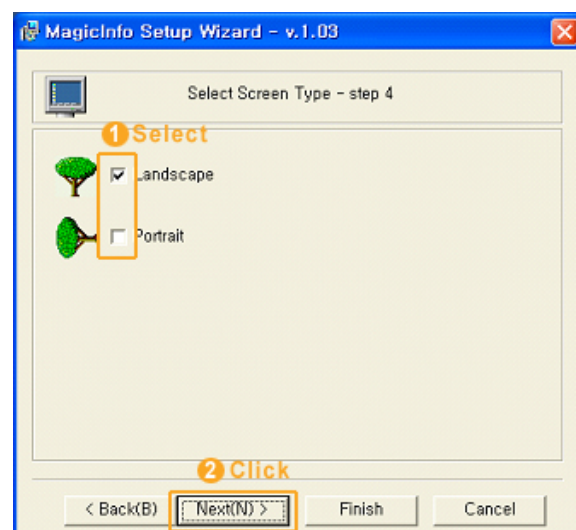 MagicInfo Setup Wizard - v.1.03
Select Screen Type - step 4
1 Select
Landscape
Portrait
2 Click
< Back(B) Next(N) > Finish Cancel